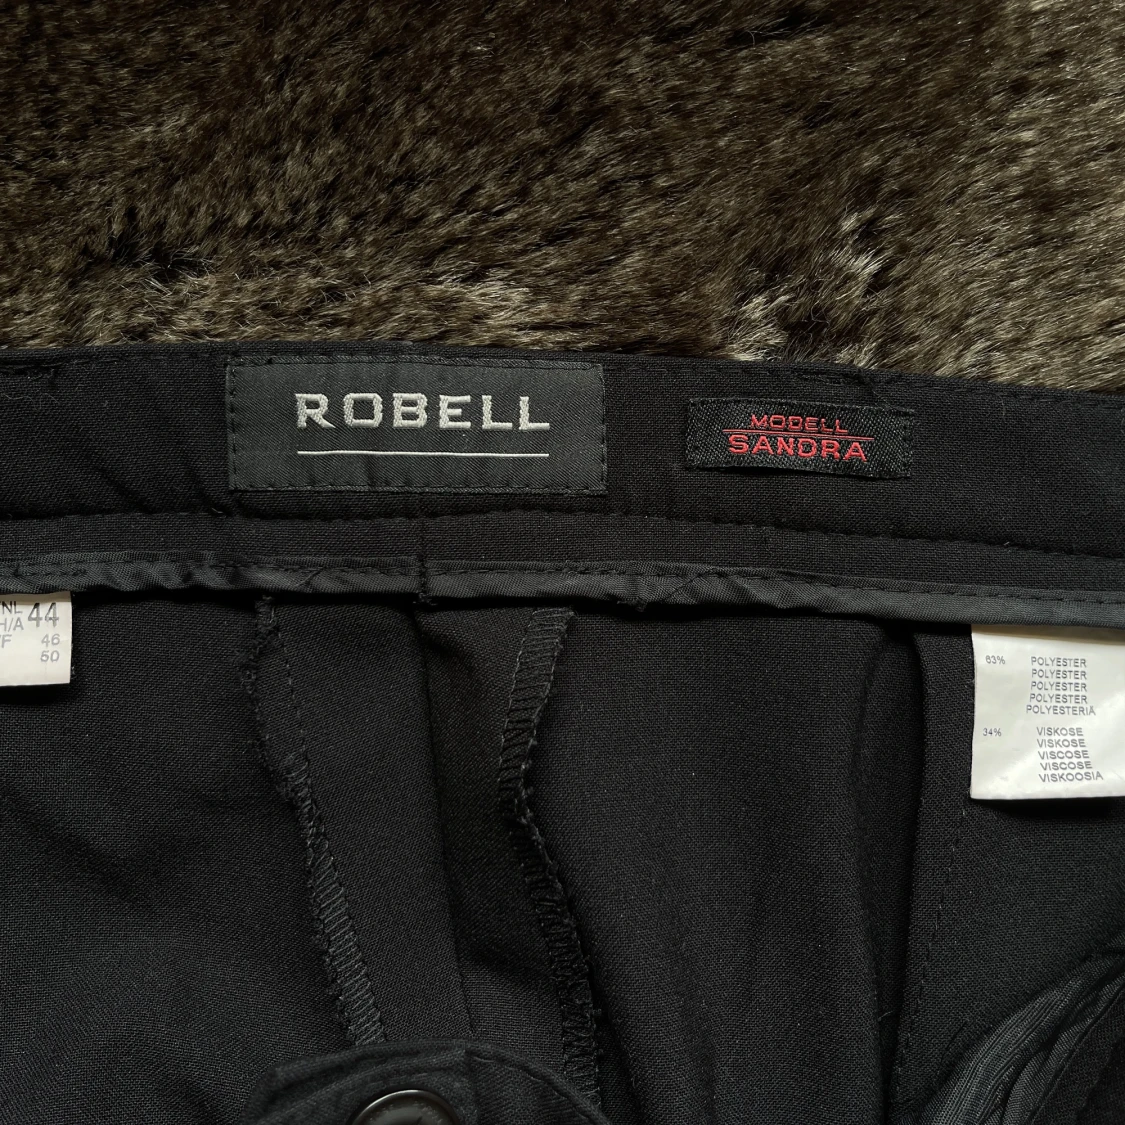 ROBELL
MODELL
SANDRA
NL 44
H/A
F 46
50
63% POLYESTER
POLYESTER
POLYESTER
POLYESTER
POLYESTERIA
34% VISKOSE
VISKOSE
VISCOSE
VISCOSE
VISKOOSIA